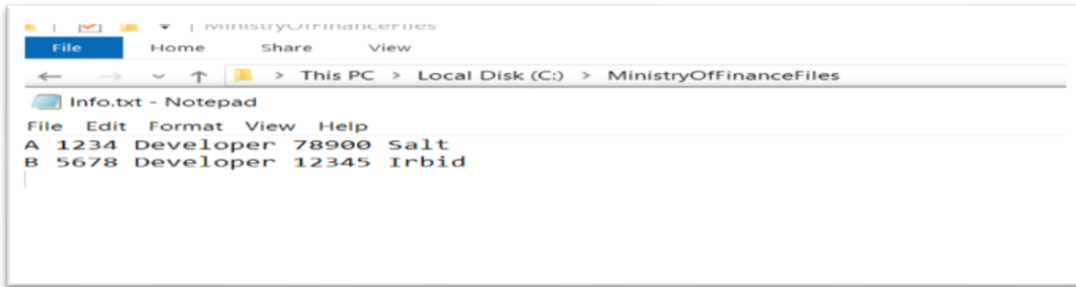 MinistryOfFinanceFiles
File Home Share View
This PC > Local Disk (C:) > MinistryOfFinanceFiles
Info.txt - Notepad
File Edit Format View Help
A 1234 Developer 78900 Salt
B 5678 Developer 12345 Irbid